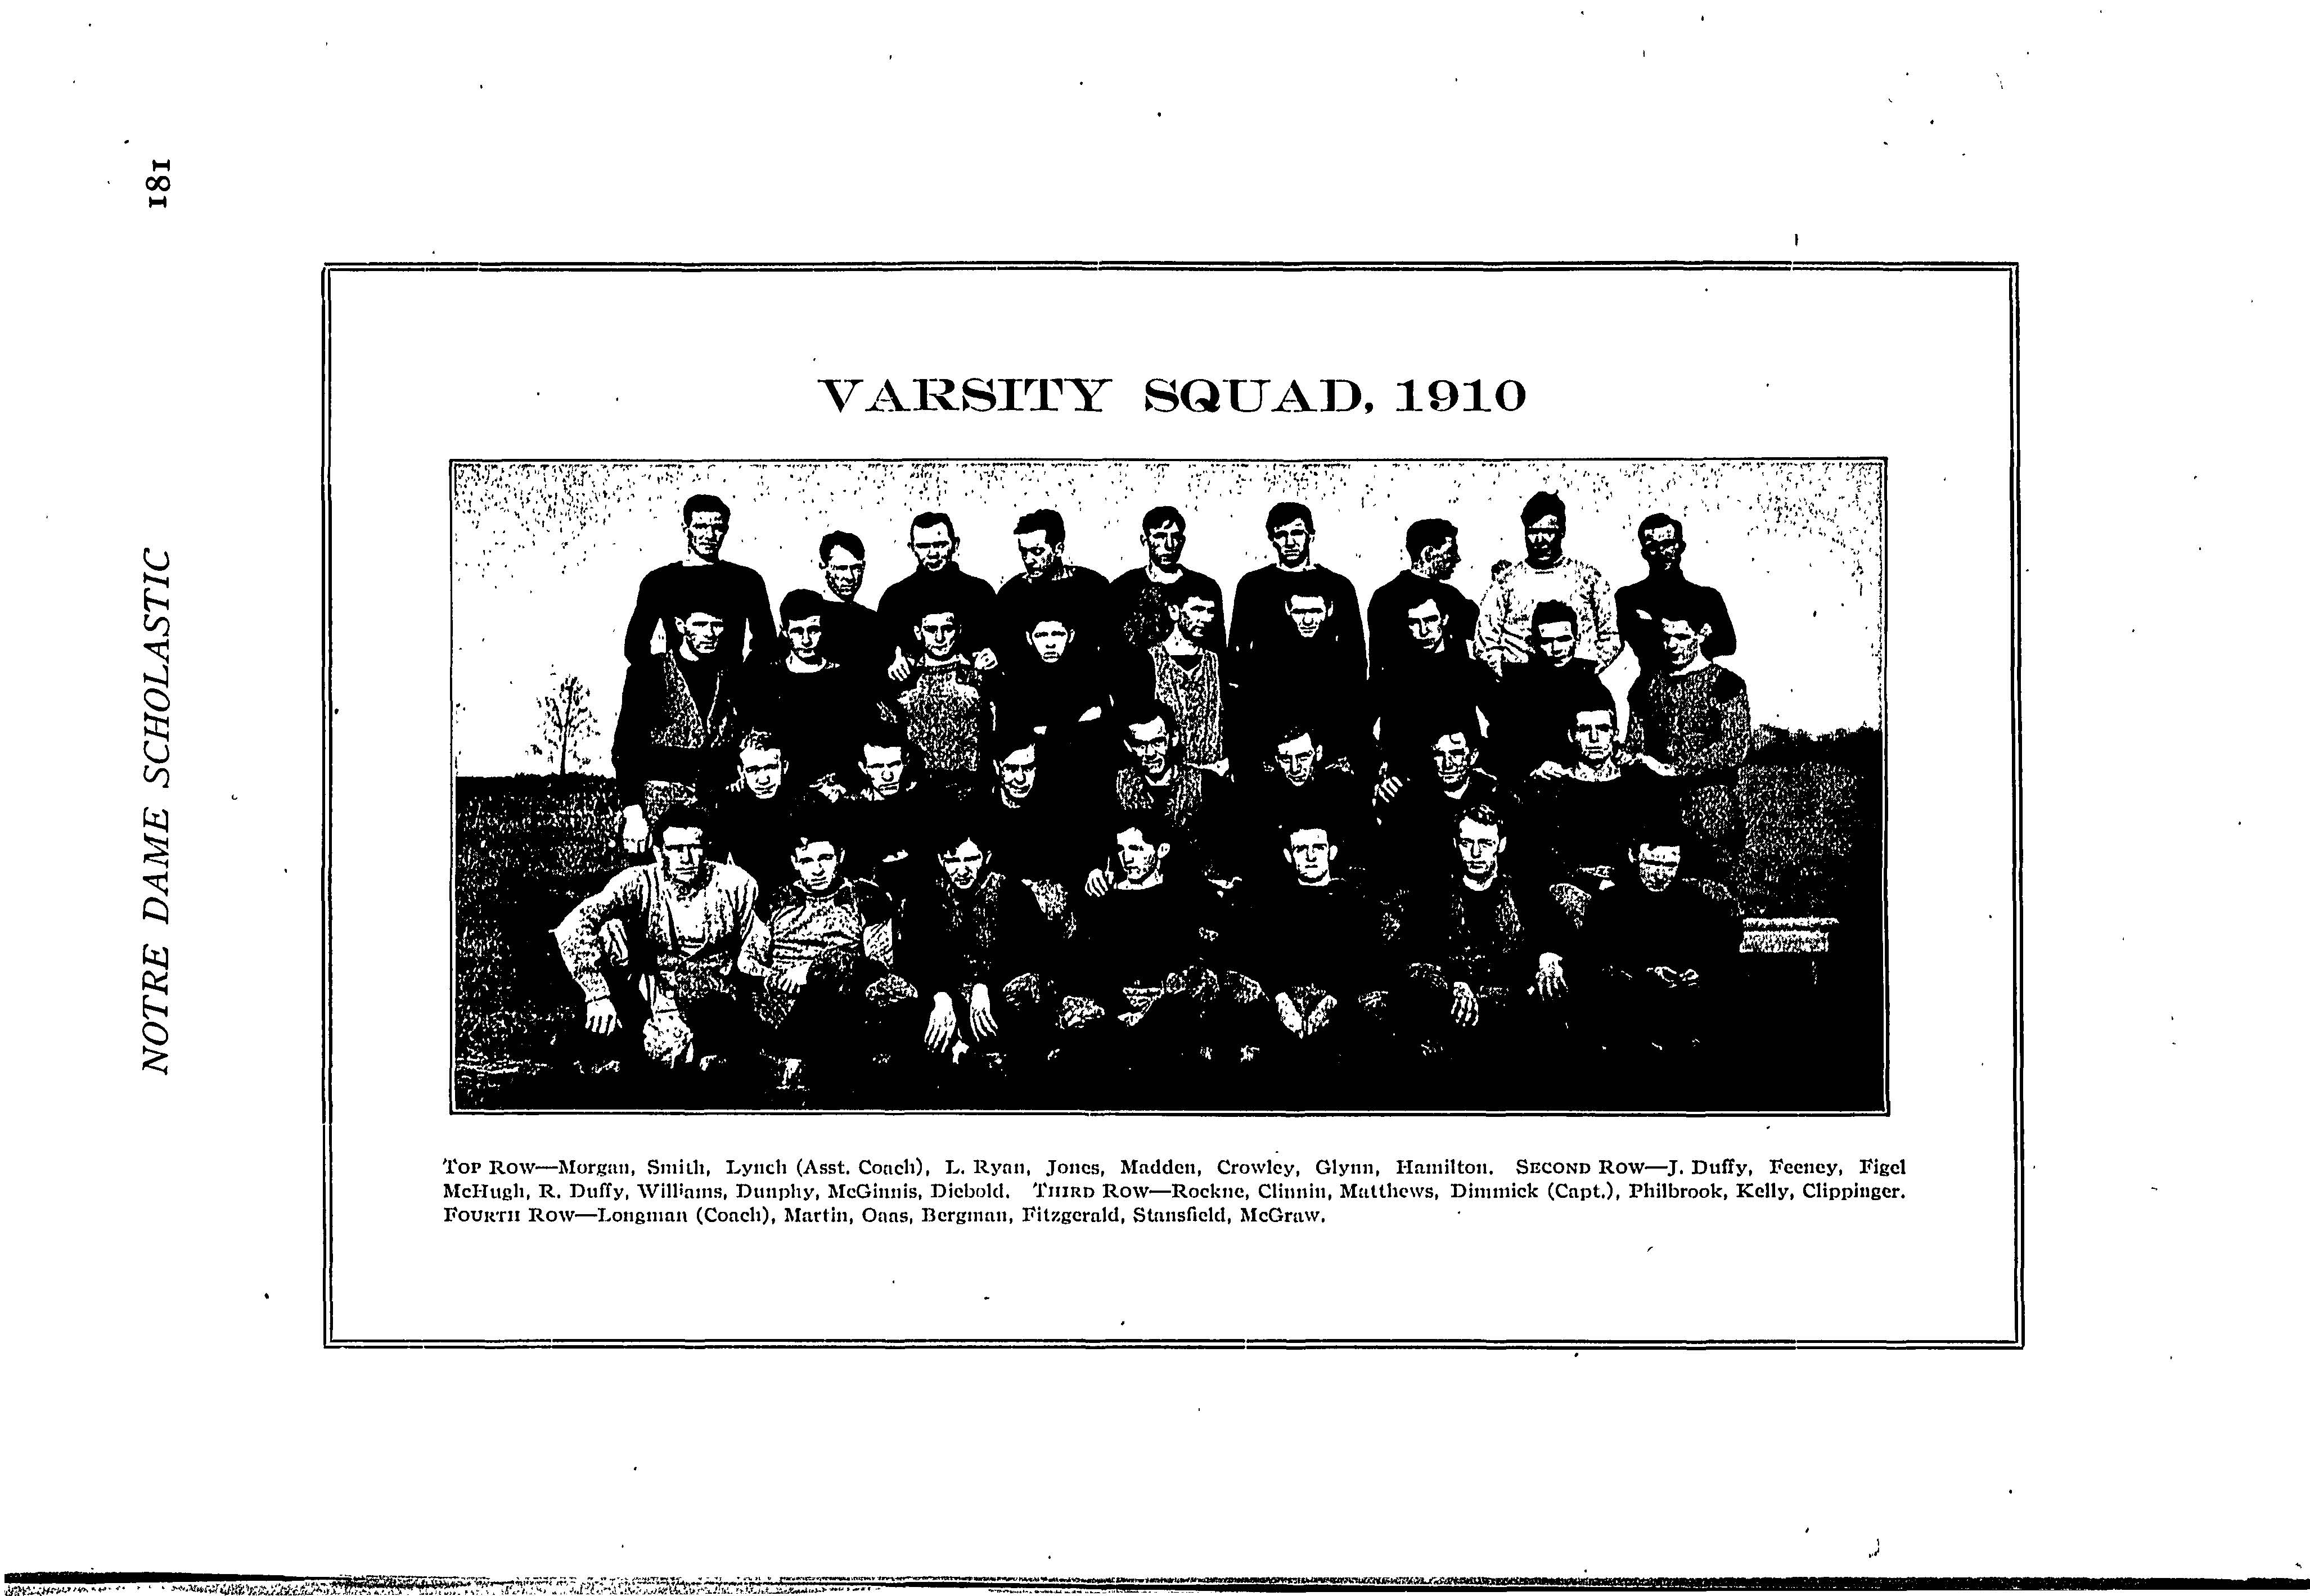 181
NOTRE DAME SCHOLASTIC
VARSITY SQUAD, 1910
TOP ROW—Morgan, Smith, Lynch (Asst. Coach), L. Ryan, Jones, Madden, Crowley, Glynn, Hamilton. SECOND ROW—J. Duffy, Feeney, Figel
McHugh, R. Duffy, Williams, Dunphy, McGinnis, Diebold. THIRD ROW—Rockne, Clinnin, Matthews, Dimmick (Capt.), Philbrook, Kelly, Clippinger.
FOURTH ROW—Longman (Coach), Martin, Oaas, Bergman, Fitzgerald, Stansfield, McGraw.